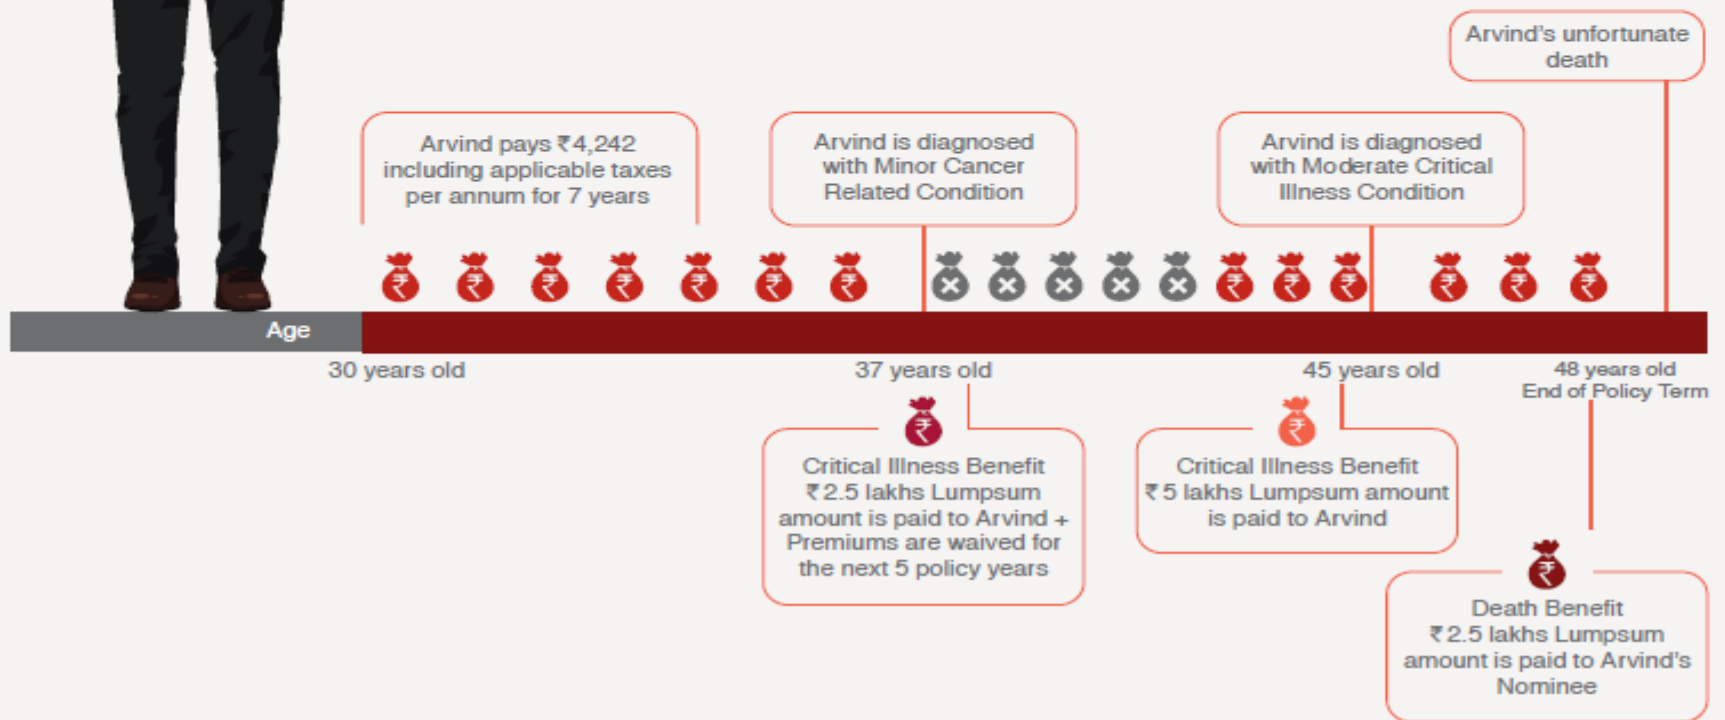 Arvind's unfortunate
death
Arvind pays ₹4,242
including applicable taxes
per annum for 7 years
Arvind is diagnosed
with Minor Cancer
Related Condition
Arvind is diagnosed
with Moderate Critical
Illness Condition
Age
30 years old
37 years old
45 years old
48 years old
End of Policy Term
Critical Illness Benefit
₹2.5 lakhs Lumpsum
amount is paid to Arvind +
Premiums are waived for
the next 5 policy years
Critical Illness Benefit
₹5 lakhs Lumpsum amount
is paid to Arvind
Death Benefit
₹2.5 lakhs Lumpsum
amount is paid to Arvind's
Nominee